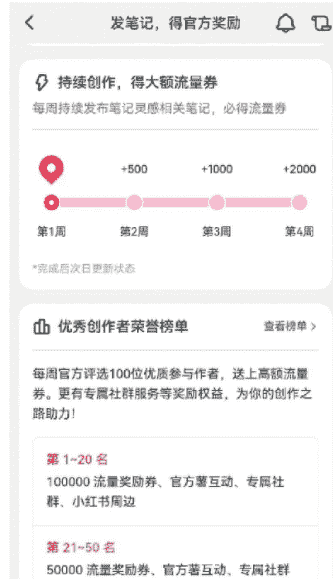 发笔记，得官方奖励
持续创作，得大额流量券
每周持续发布笔记灵感相关笔记，必得流量券
+500 +1000 +2000
第1周 第2周 第3周 第4周
*完成后次日更新状态
优秀创作者荣誉榜单 查看榜单 >
每周官方评选100位优质参与作者，送上高额流量
券。更有专属社群服务等奖励权益，为你的创作之
路助力！
第 1~20 名
100000 流量奖励券、官方薯互动、专属社
群、小红书周边
第 21~50 名
50000 流量奖励券、官方薯互动、专属社群